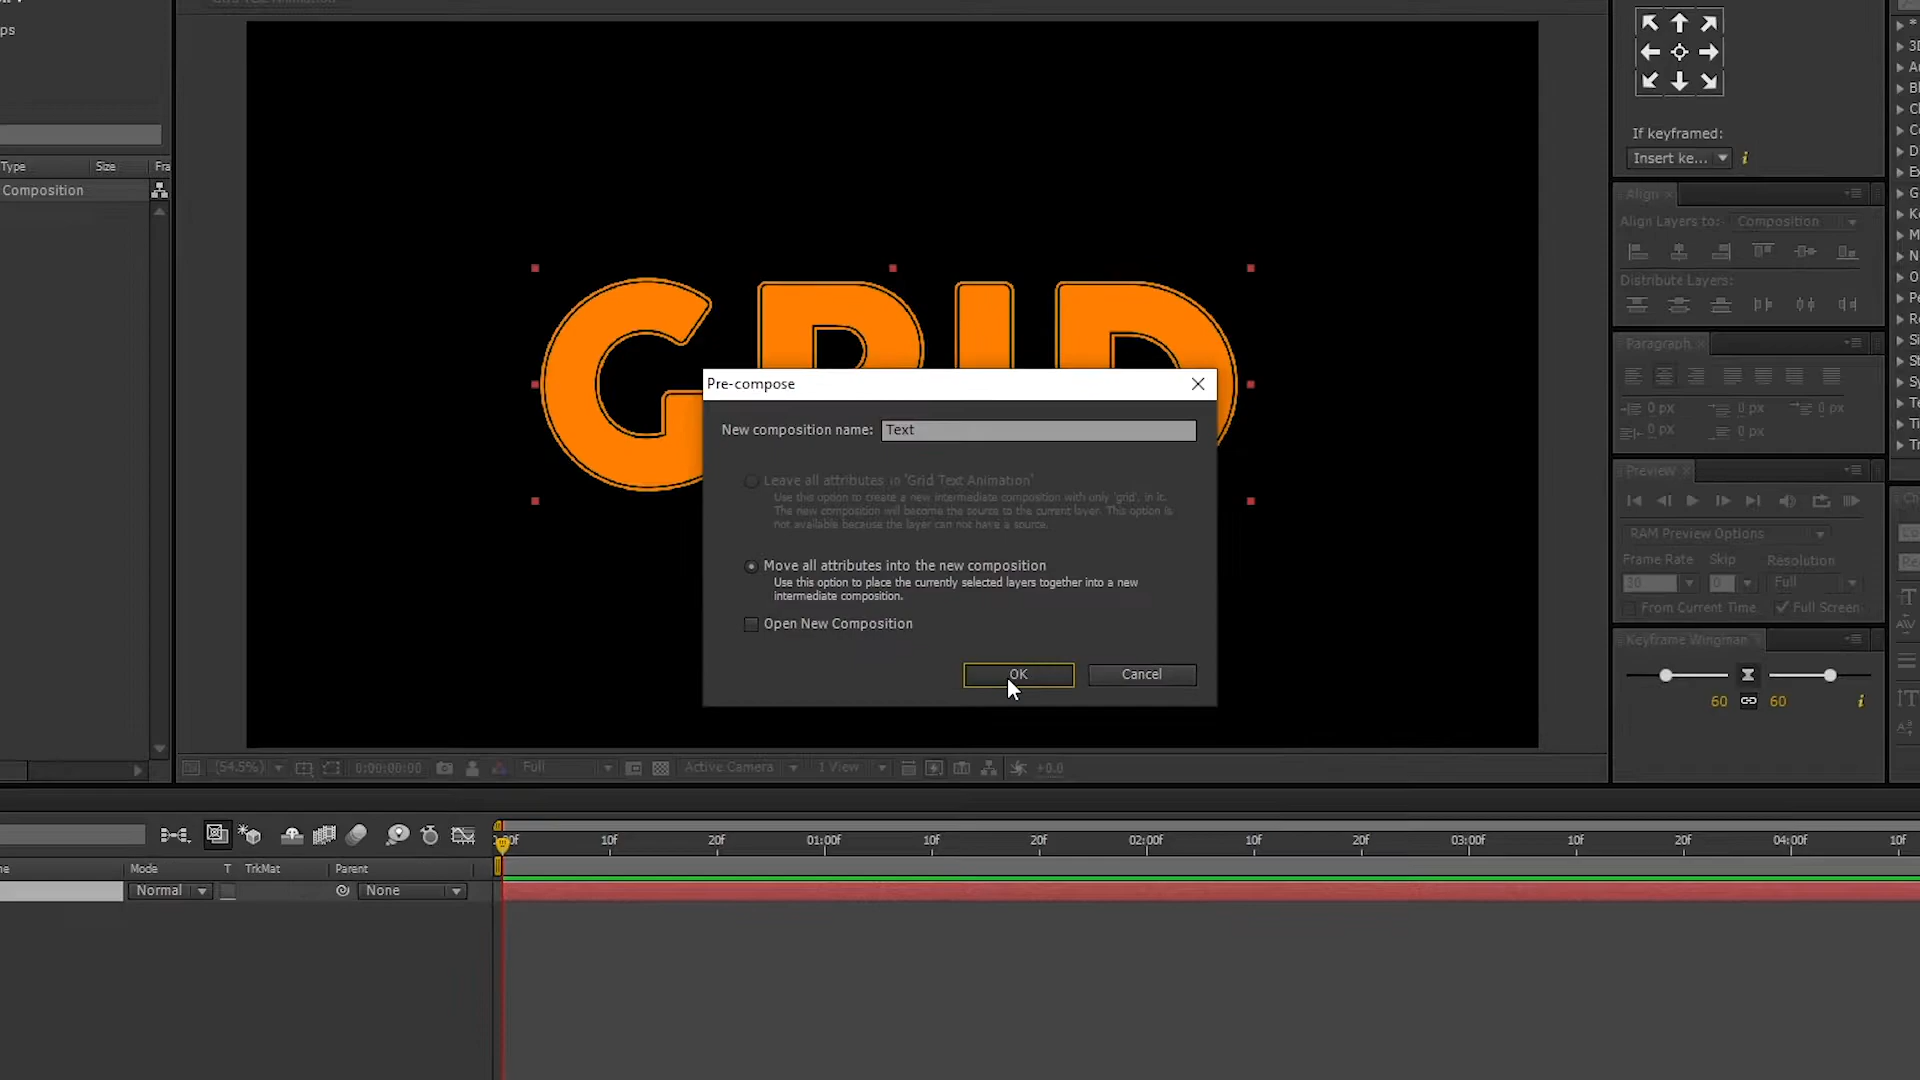 ps
If keyframed:
Insert ke...
Type Size Fra
Composition
Align
Align Layers to: Composition
Distribute Layers:
GRID
Pre-compose
New composition name: Text
Leave all attributes in 'Grid Text Animation'
Use this option to create a new intermediate composition with only 'grid'. in it.
The new composition will become the source to the current layer. This option is
not available because the layer can not have a source.
Move all attributes into the new composition
Use this option to place the currently selected layers together into a new
intermediate composition.
Open New Composition
OK Cancel
Paragraph
0 px 0 px 0 px
0 px 0 px
Preview
RAM Preview Options
Frame Rate Skip Resolution
30 0 Full
From Current Time Full Screen
Keyframe Wingman
60 60
(54.5%) 0:00:00:00 Full Active Camera 1 View +0.0
10f 20f 01:00f 10f 20f 02:00f 10f 20f 03:00f 10f 20f 04:00f 10f
Mode T TrkMat Parent
Normal None